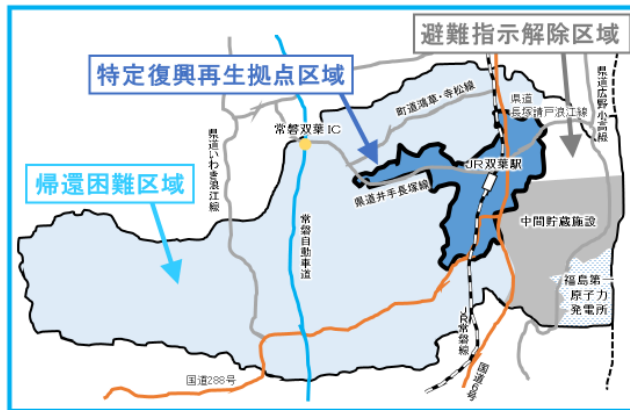 避難指示解除区域
特定復興再生拠点区域
町道鴻草・寺松線
県道
長塚請戸浪江線
県道広野小高線
常磐双葉IC
県道いわき浪江線
JR双葉駅
県道井手長塚線
帰還困難区域
中間貯蔵施設
常磐自動車道
福島第一
原子力
発電所
JR常磐線
国道6号
国道288号